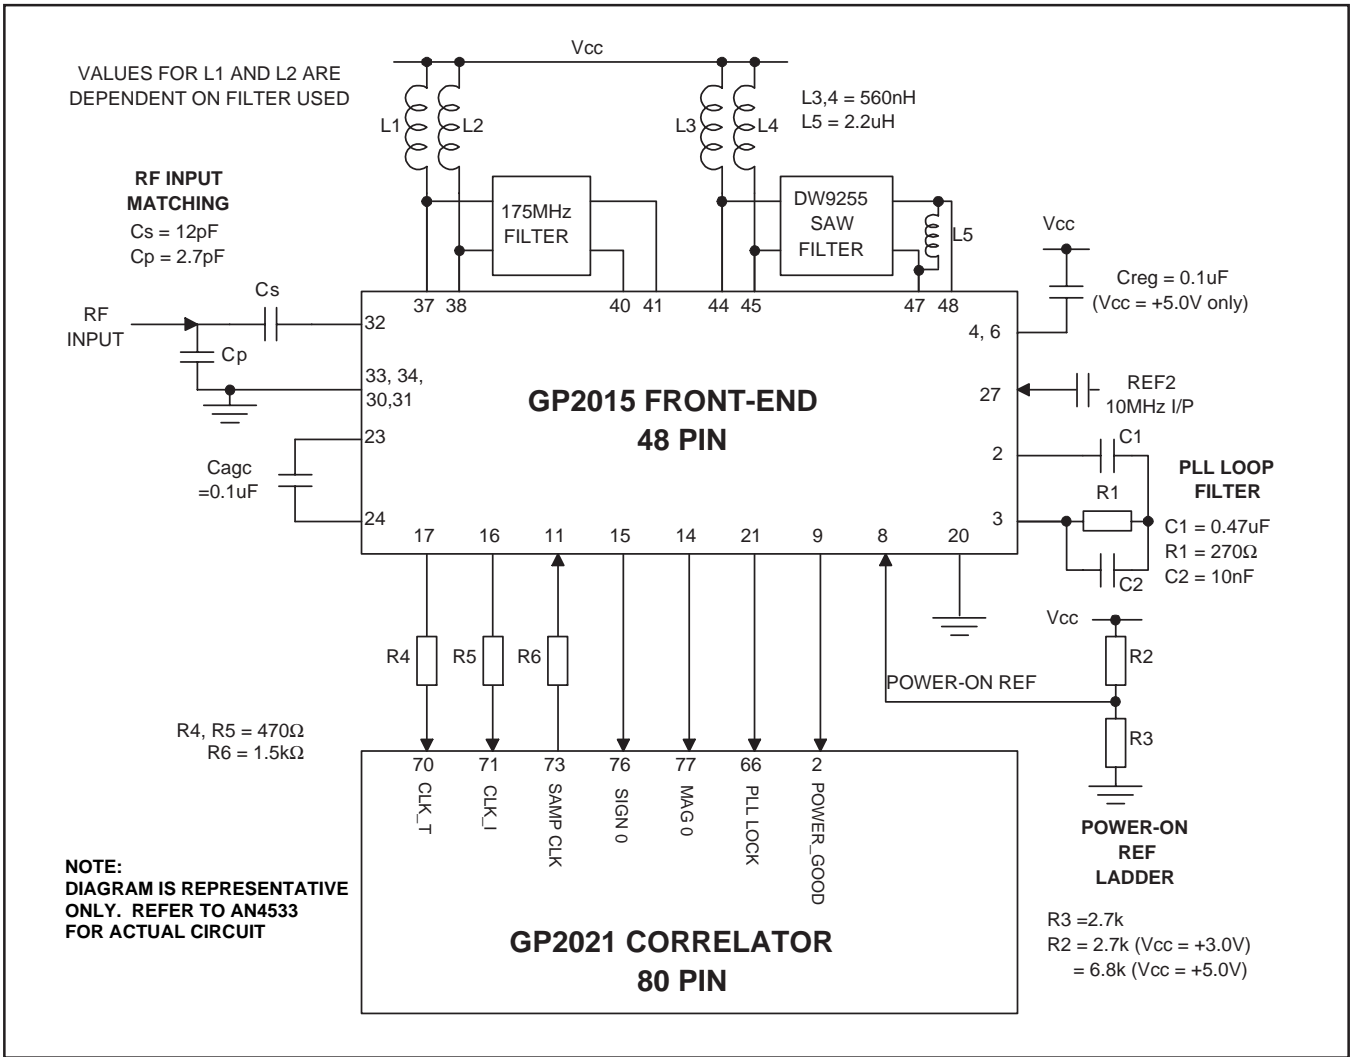 Vcc
VALUES FOR L1 AND L2 ARE
DEPENDENT ON FILTER USED
L1
L2
L3
L4
L3,4 = 560nH
L5 = 2.2uH
RF INPUT
MATCHING
Cs = 12pF
Cp = 2.7pF
175MHz
FILTER
DW9255
SAW
FILTER
L5
Vcc
Creg = 0.1uF
(Vcc = +5.0V only)
Cs
RF
INPUT
Cp
37
38
40
41
44
45
47
48
32
4, 6
33, 34,
30,31
27
REF2
10MHz I/P
GP2015 FRONT-END
48 PIN
23
Cagc
=0.1uF
24
2
C1
R1
3
C2
PLL LOOP
FILTER
C1 = 0.47uF
R1 = 270Ω
C2 = 10nF
17
16
11
15
14
21
9
8
20
R4
R5
R6
Vcc
R2
POWER-ON REF
R3
R4, R5 = 470Ω
R6 = 1.5kΩ
70
71
73
76
77
66
2
CLK_T
CLK_I
SAMP CLK
SIGN 0
MAG 0
PLL LOCK
POWER_GOOD
POWER-ON
REF
LADDER
NOTE:
DIAGRAM IS REPRESENTATIVE
ONLY. REFER TO AN4533
FOR ACTUAL CIRCUIT
GP2021 CORRELATOR
80 PIN
R3 =2.7k
R2 = 2.7k (Vcc = +3.0V)
= 6.8k (Vcc = +5.0V)